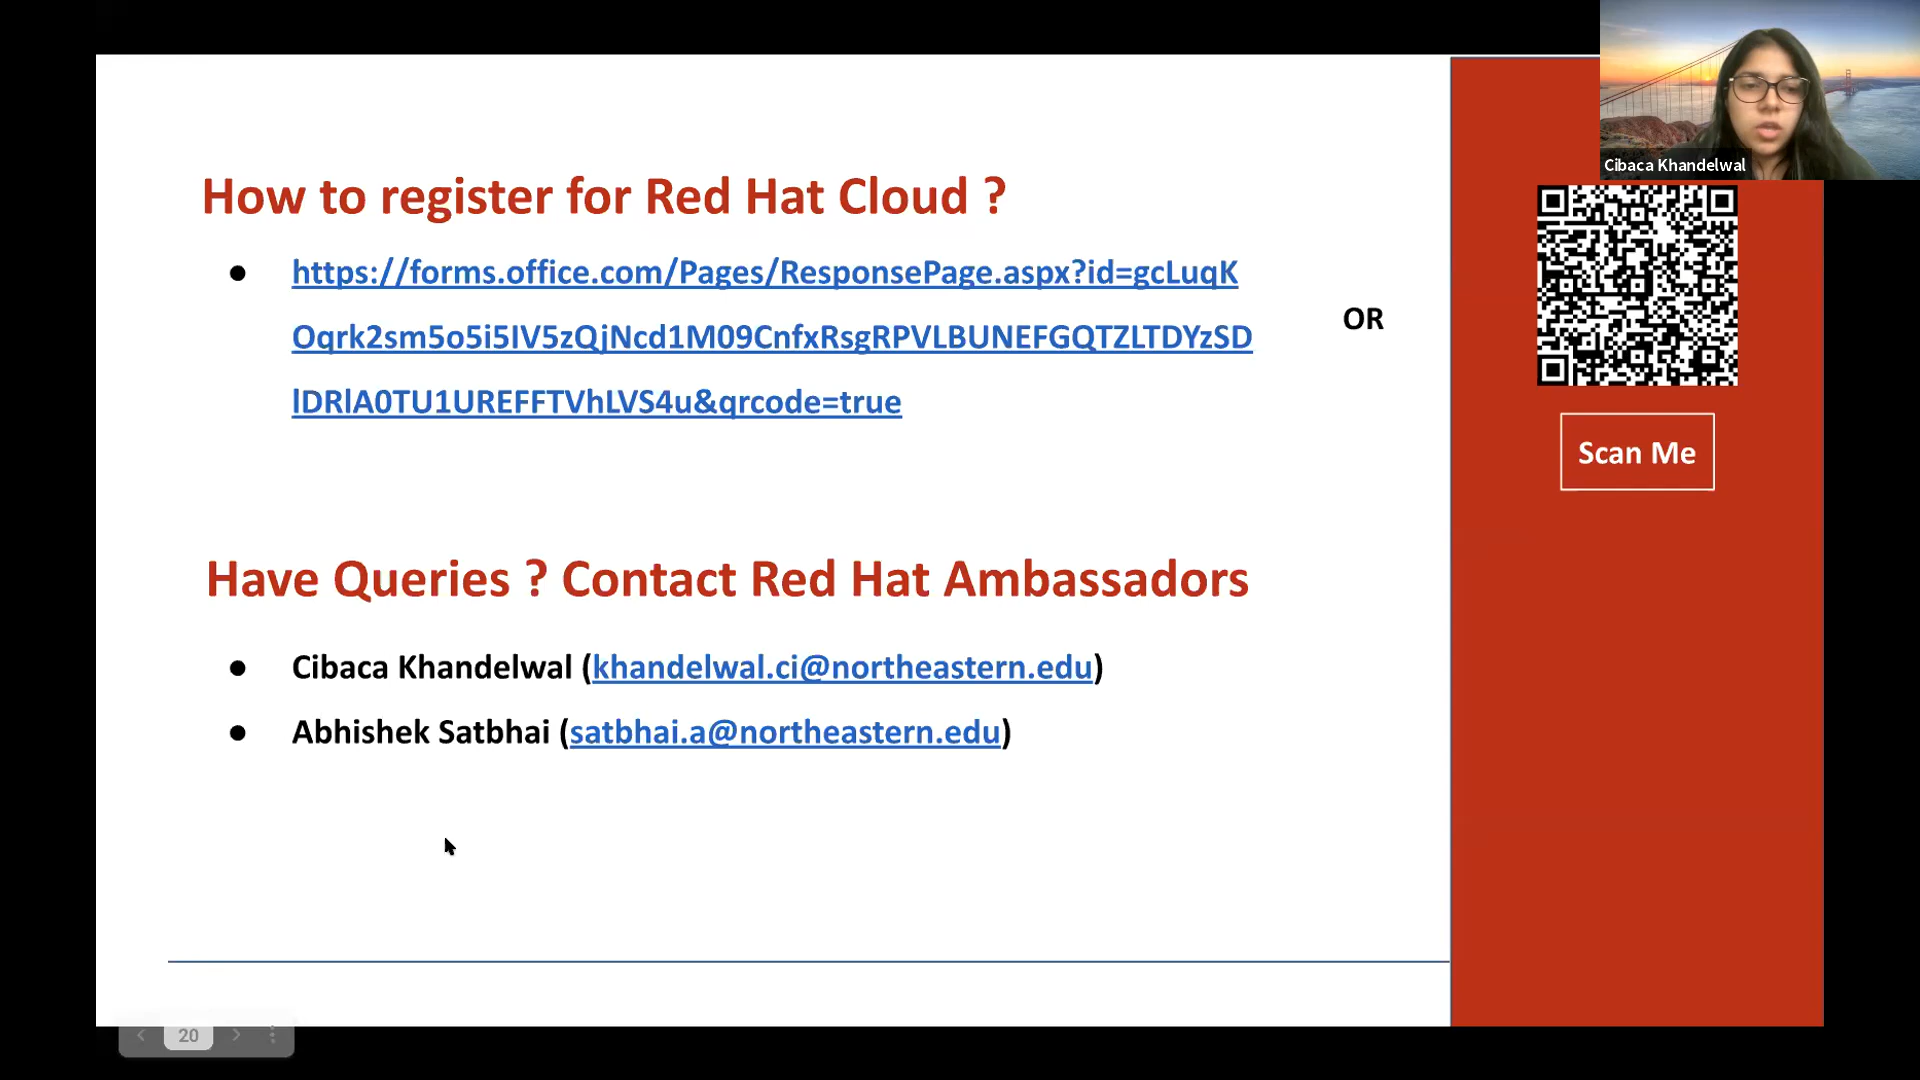 Cibaca Khandelwal
How to register for Red Hat Cloud ?
● https://forms.office.com/Pages/ResponsePage.aspx?id=gcLuqK
Oqrk2sm5o5i5IV5zQjNcd1M09CnfxRsgRPVLBUNEFGQTZLTDYzSD
lDRlA0TU1UREFFTVhLVS4u&qrcode=true
OR
Scan Me
Have Queries ? Contact Red Hat Ambassadors
● Cibaca Khandelwal (khandelwal.ci@northeastern.edu)
● Abhishek Satbhai (satbhai.a@northeastern.edu)
20